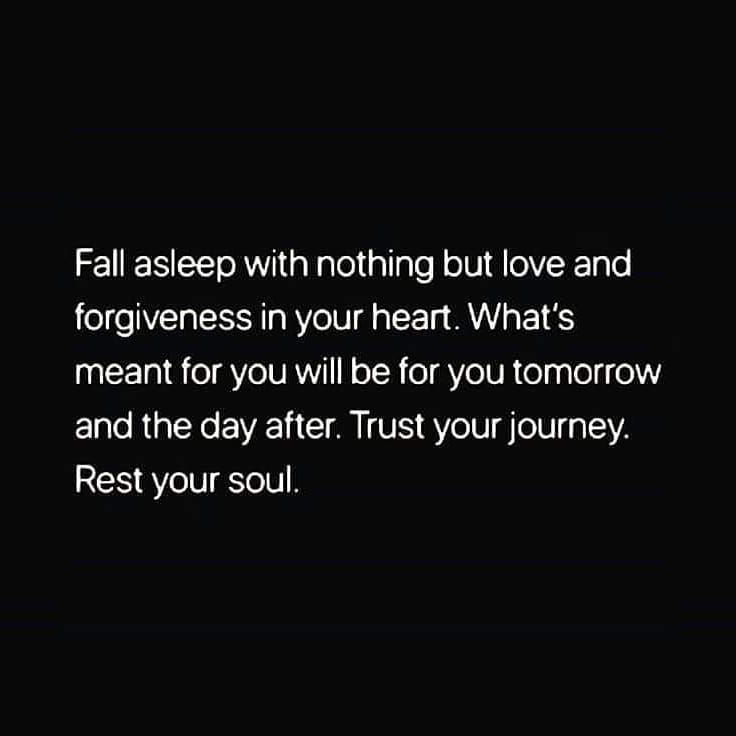 Fall asleep with nothing but love and
forgiveness in your heart. What's
meant for you will be for you tomorrow
and the day after. Trust your journey.
Rest your soul.